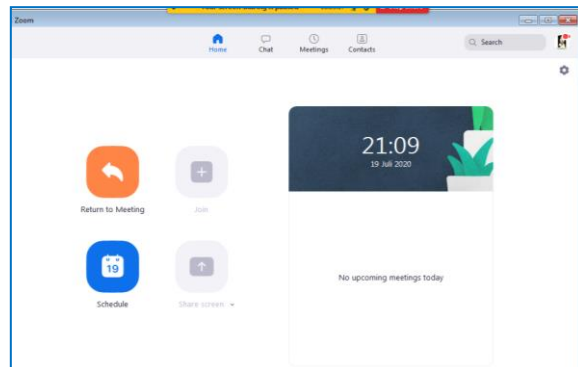 Zoom
Home
Chat
Meetings
Contacts
Search
21:09
19 Juli 2020
Return to Meeting
Join
19
Schedule
Share screen
No upcoming meetings today